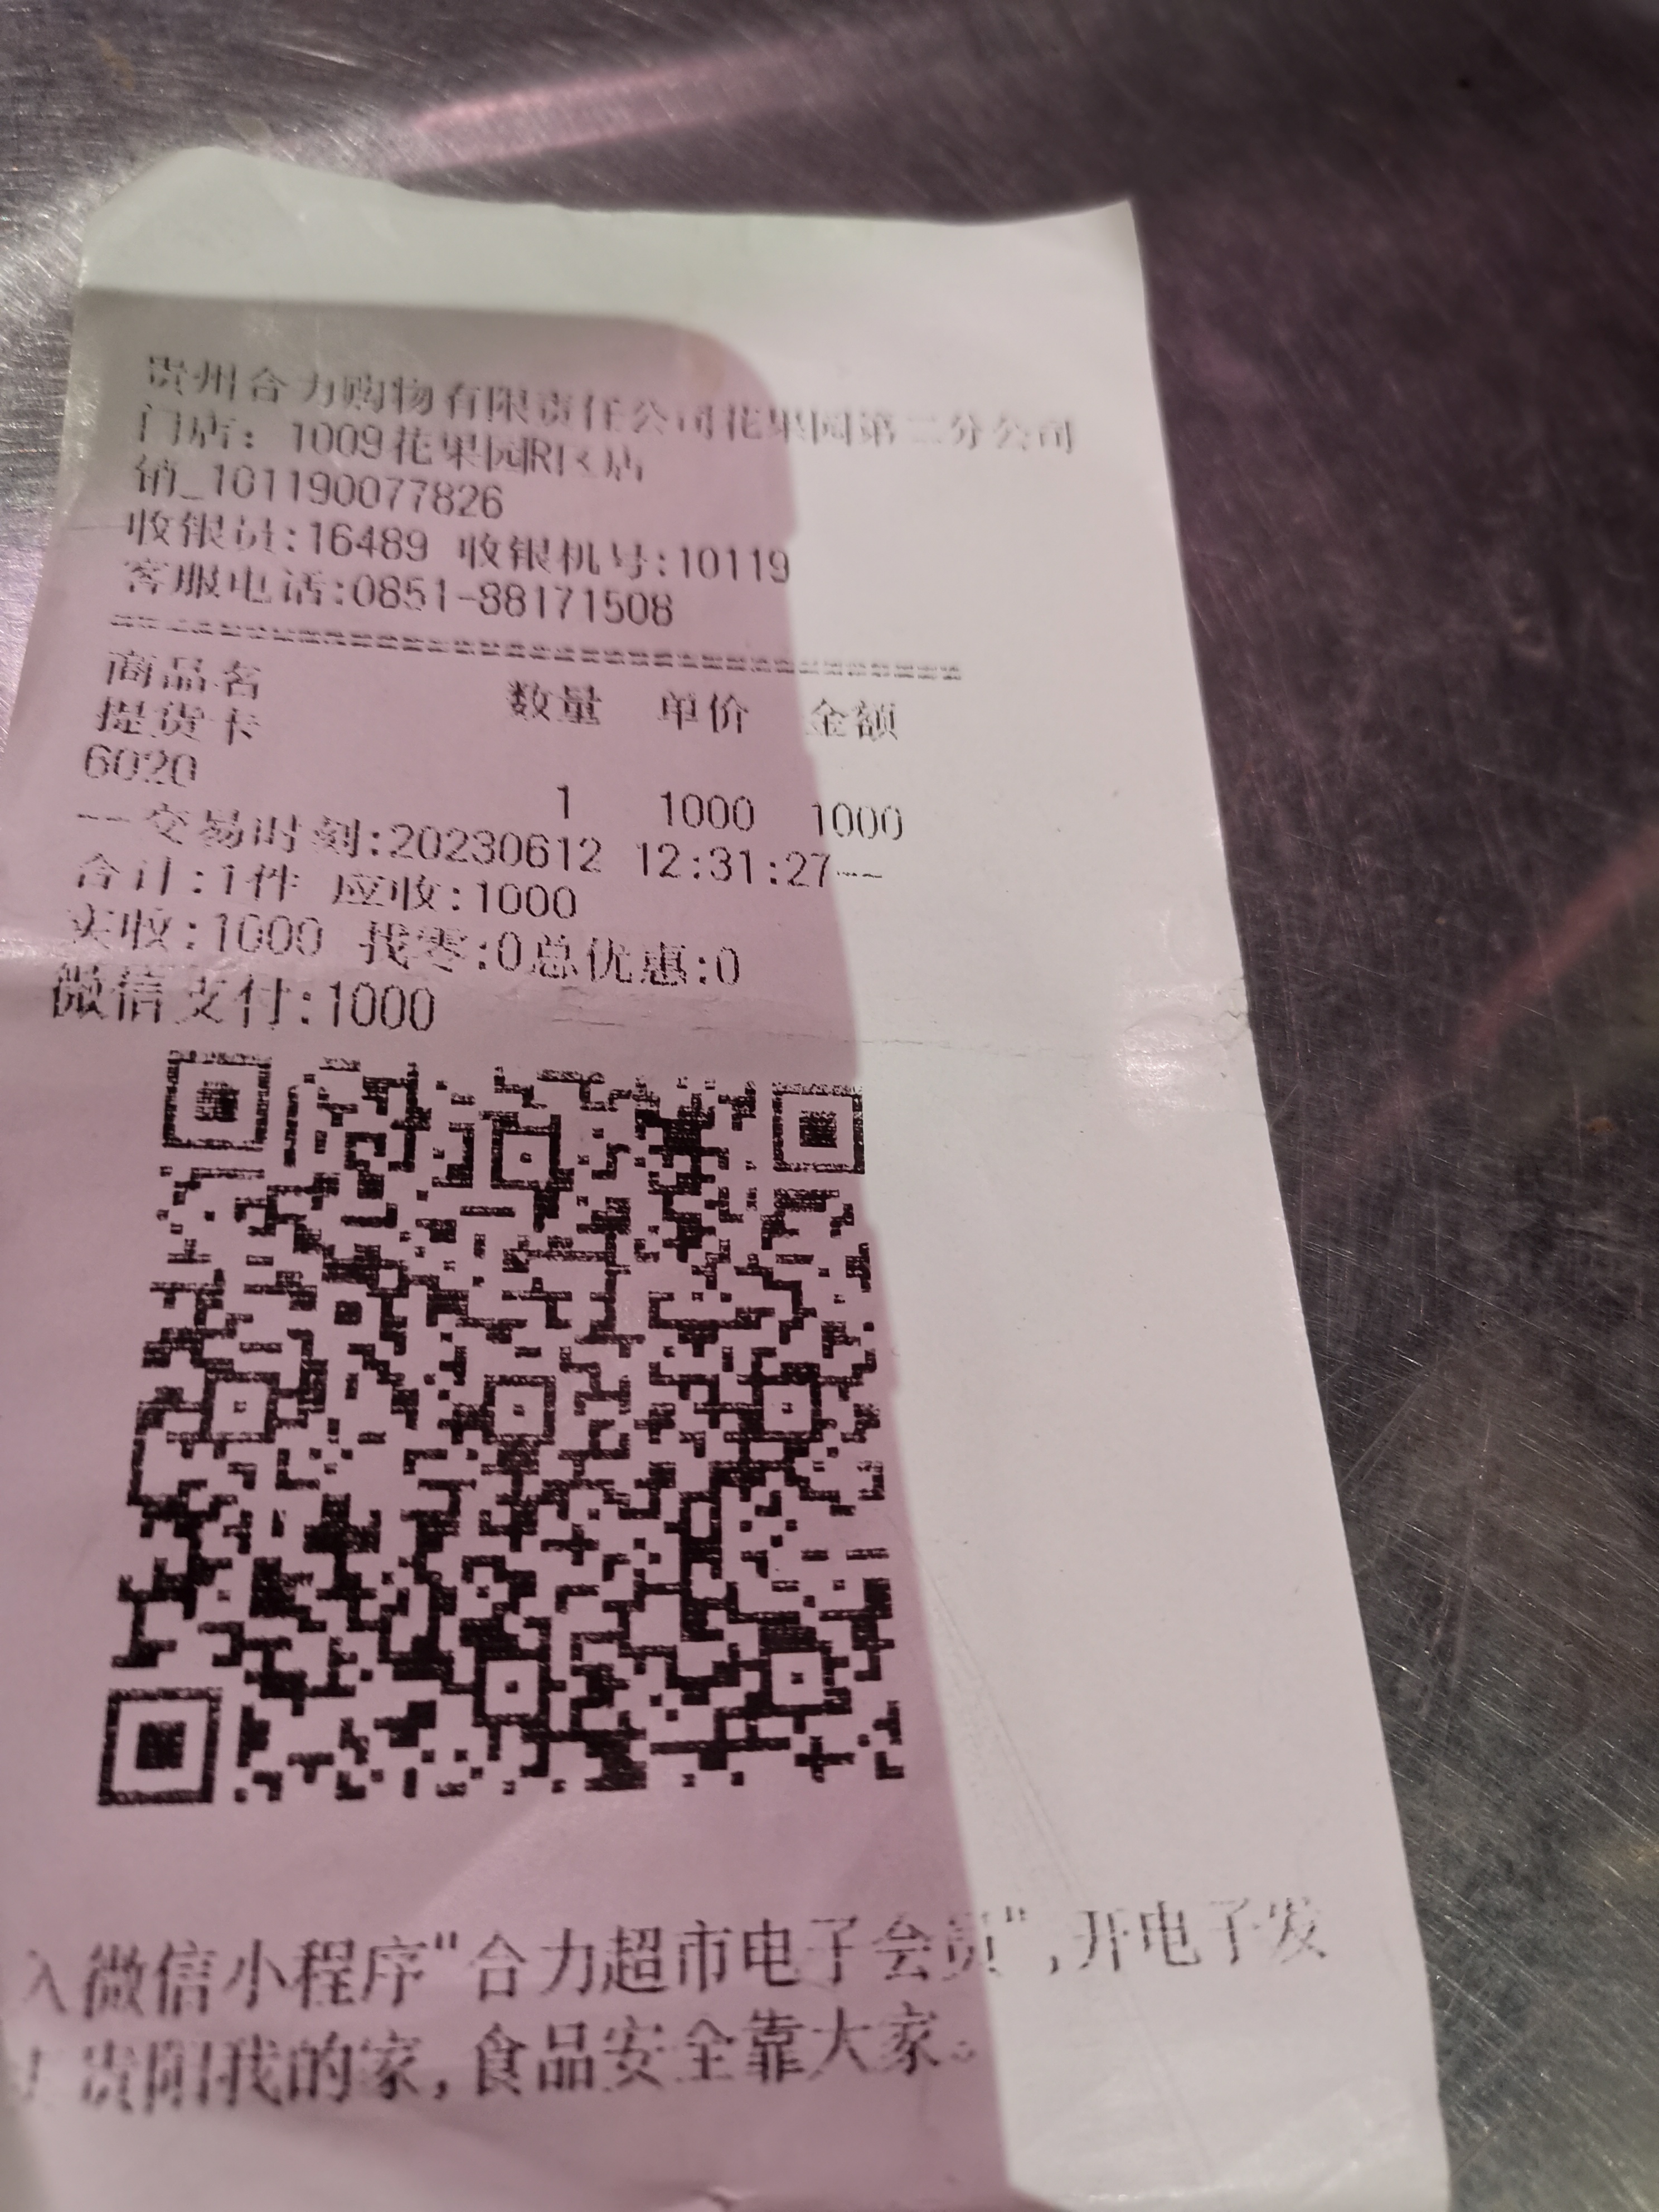 贵州合力购物有限责任公司花果园第二分公司
门店：1009花果园R区店
销_101190077826
收银员:16489 收银机号:10119
客服电话:0851-88171508
商品名 数量 单价 金额
提货卡
6020
1 1000 1000
--交易时刻:20230612 12:31:27--
合计:1件 应收:1000
实收:1000 找零:0总优惠:0
微信支付:1000
入微信小程序"合力超市电子会员",开电子发
贵阳我的家,食品安全靠大家。